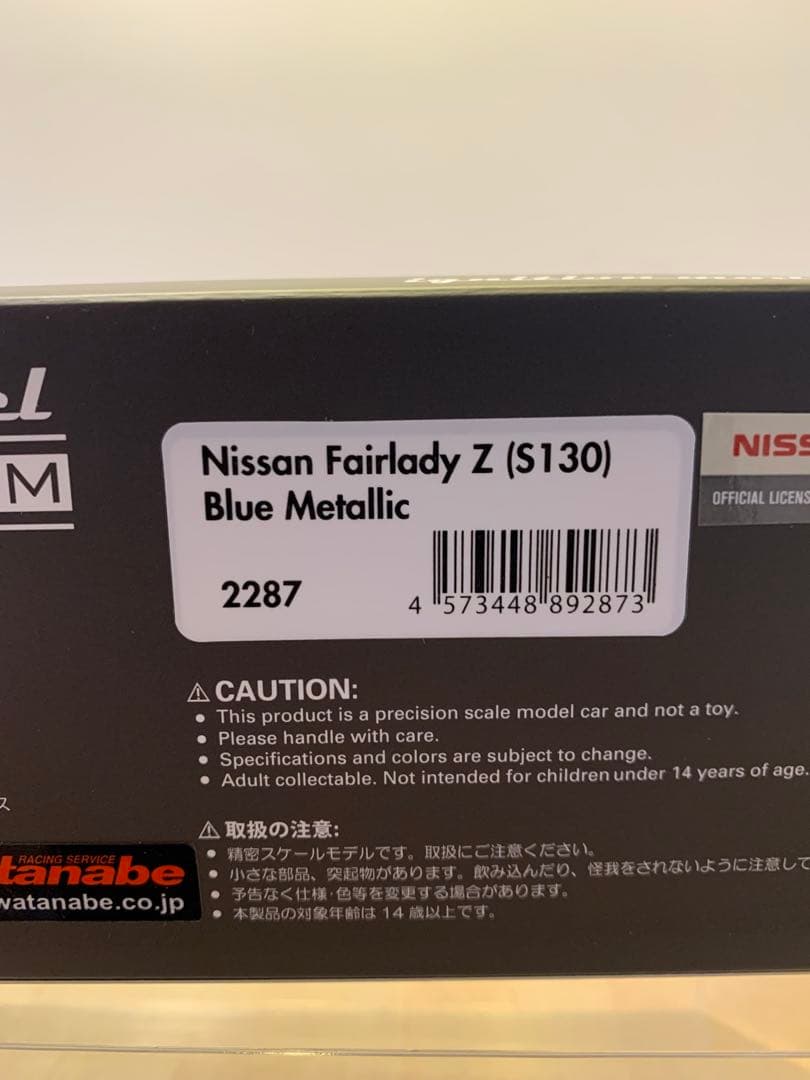 Nissan Fairlady Z (S130)
Blue Metallic
2287
4 573448 892873
NISS
OFFICIAL LICENS
M
⚠ CAUTION:
• This product is a precision scale model car and not a toy.
• Please handle with care.
• Specifications and colors are subject to change.
• Adult collectable. Not intended for children under 14 years of age.
ス
⚠ 取扱の注意:
• 精密スケールモデルです。取扱にご注意ください。
• 小さな部品、突起物があります。飲み込んだり、怪我をされないように注意して
• 予告なく仕様・色等を変更する場合があります。
• 本製品の対象年齢は 14 歳以上です。
RACING SERVICE
tanabe
watanabe.co.jp